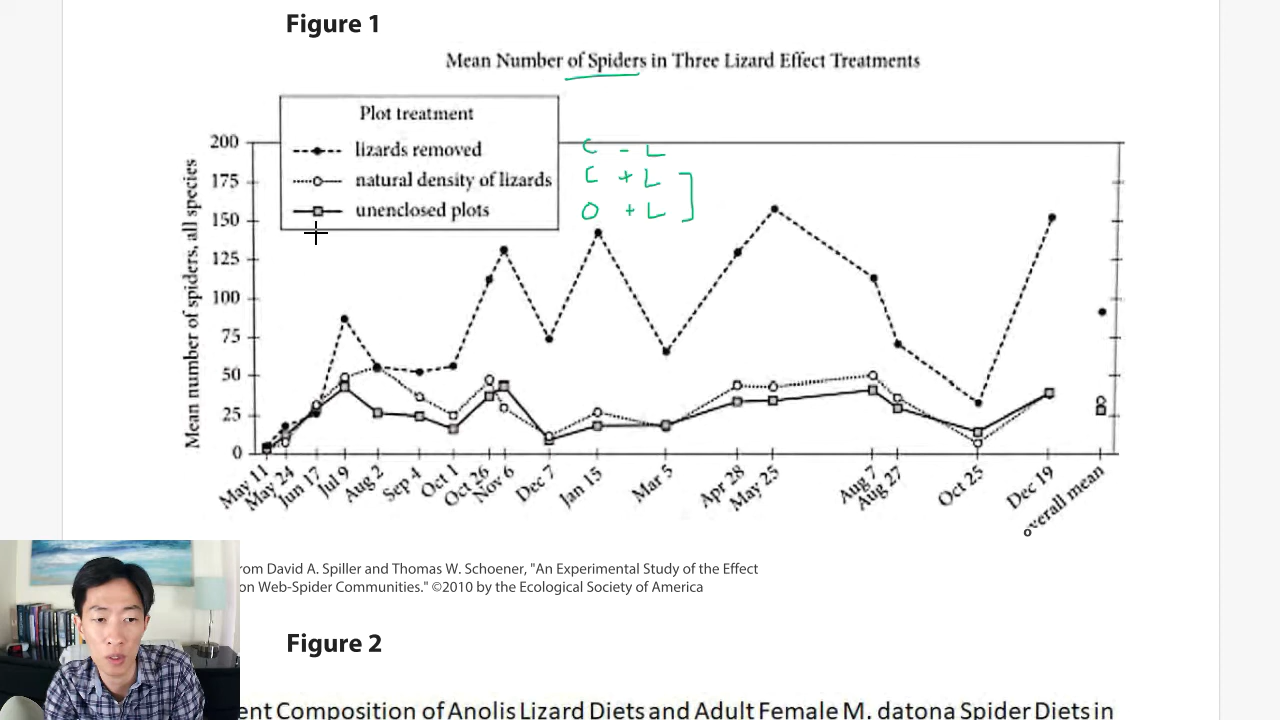 Figure 1
Mean Number of Spiders in Three Lizard Effect Treatments
Plot treatment
lizards removed
natural density of lizards
unenclosed plots
C - L
C + L
O + L
Mean number of spiders, all species
200
175
150
125
100
75
50
25
0
May 11
May 24
Jun 17
Jul 9
Aug 2
Sep 4
Oct 1
Oct 26
Nov 6
Dec 7
Jan 15
Mar 5
Apr 28
May 25
Aug 7
Aug 27
Oct 25
Dec 19
overall mean
rom David A. Spiller and Thomas W. Schoener, "An Experimental Study of the Effect
on Web-Spider Communities." ©2010 by the Ecological Society of America
Figure 2
ent Composition of Anolis Lizard Diets and Adult Female M. datona Spider Diets in